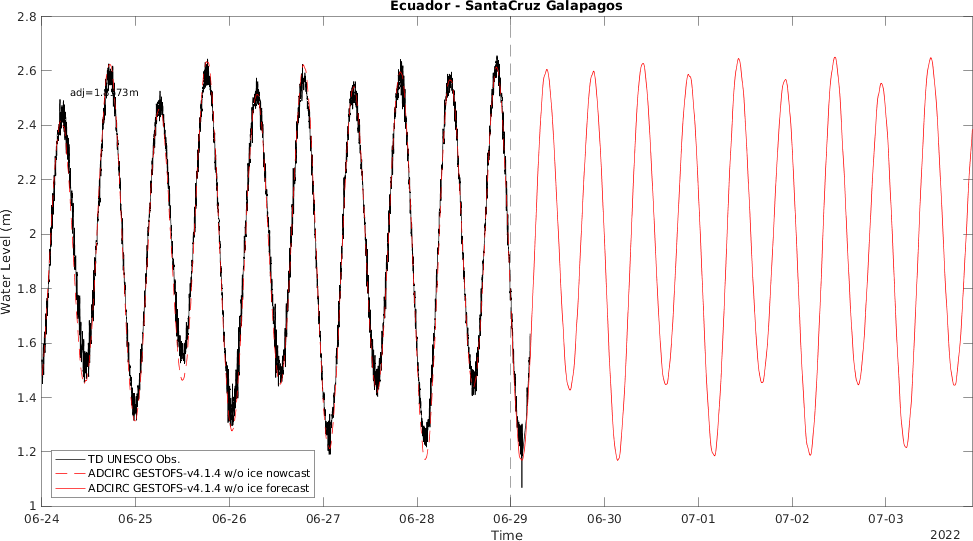 Ecuador - SantaCruz Galapagos
2.8
2.6
2.4
2.2
2
1.8
1.6
1.4
1.2
1
Water Level (m)
TD UNESCO Obs.
ADCIRC GESTOFS-v4.1.4 w/o ice nowcast
ADCIRC GESTOFS-v4.1.4 w/o ice forecast
06-24 06-25 06-26 06-27 06-28 06-29 06-30 07-01 07-02 07-03
Time
2022